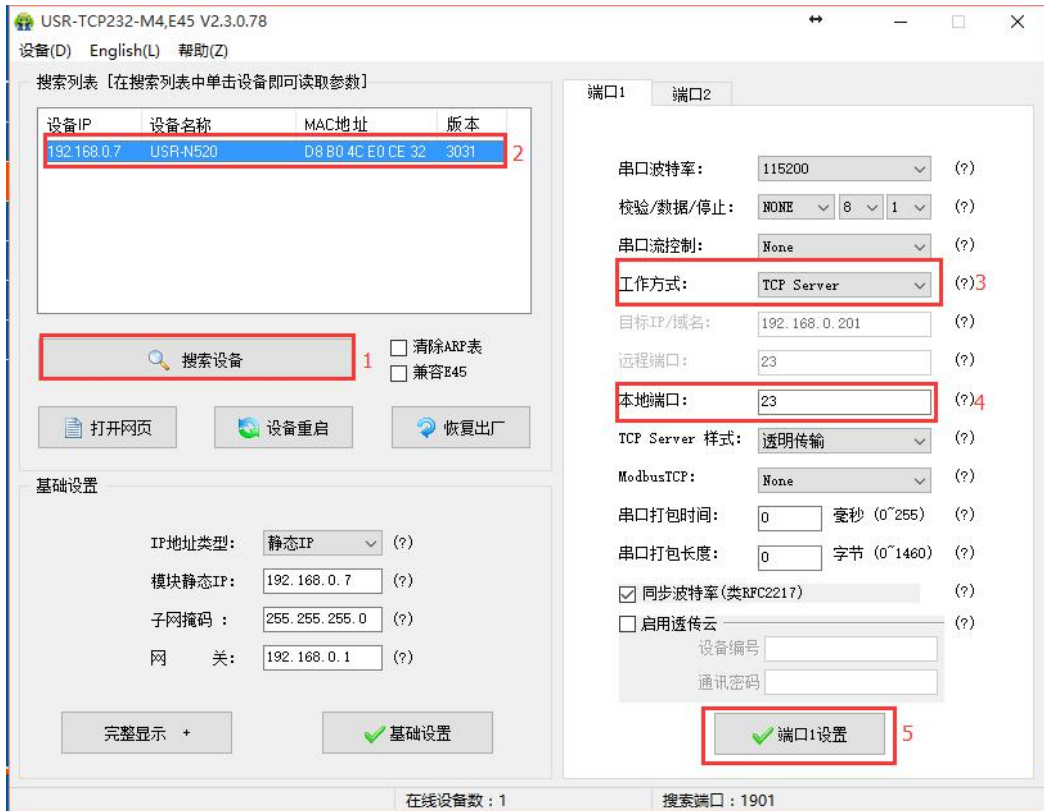 USR-TCP232-M4,E45 V2.3.0.78
设备(D) English(L) 帮助(Z)
搜索列表 [在搜索列表中单击设备即可读取参数]
设备IP 设备名称 MAC地址 版本
192.168.0.7 USR-N520 D8 B0 4C E0 CE 32 3031 2
搜索设备 1
清除ARP表
兼容E45
打开网页 设备重启 恢复出厂
基础设置
IP地址类型: 静态IP (?)
模块静态IP: 192.168.0.7 (?)
子网掩码 : 255.255.255.0 (?)
网 关: 192.168.0.1 (?)
完整显示 + 基础设置
端口1 端口2
串口波特率: 115200 (?)
校验/数据/停止: NONE 8 1 (?)
串口流控制: None (?)
工作方式: TCP Server (?) 3
目标IP/域名: 192.168.0.201 (?)
远程端口: 23 (?)
本地端口: 23 (?) 4
TCP Server 样式: 透明传输 (?)
ModbusTCP: None (?)
串口打包时间: 0 毫秒 (0~255) (?)
串口打包长度: 0 字节 (0~1460) (?)
同步波特率(类RFC2217) (?)
启用透传云 (?)
设备编号
通讯密码
端口1设置 5
在线设备数:1 搜索端口:1901